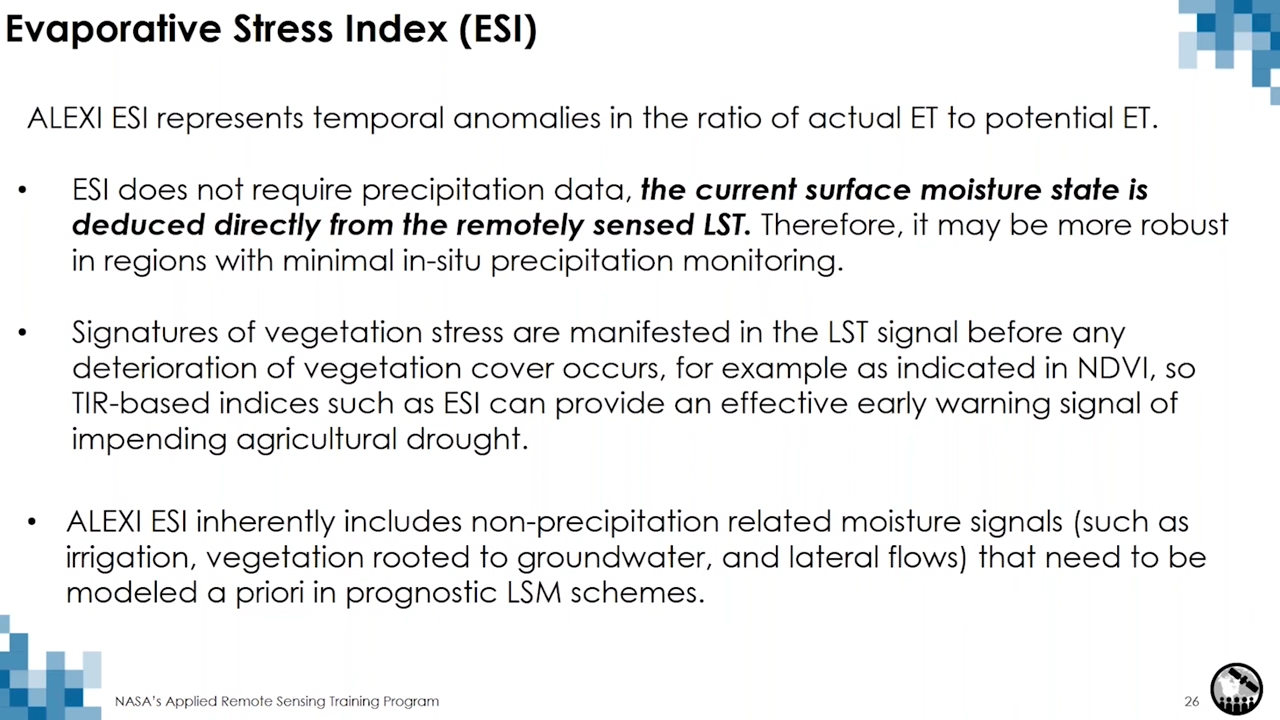 Evaporative Stress Index (ESI)
ALEXI ESI represents temporal anomalies in the ratio of actual ET to potential ET.
• ESI does not require precipitation data, the current surface moisture state is
deduced directly from the remotely sensed LST. Therefore, it may be more robust
in regions with minimal in-situ precipitation monitoring.
• Signatures of vegetation stress are manifested in the LST signal before any
deterioration of vegetation cover occurs, for example as indicated in NDVI, so
TIR-based indices such as ESI can provide an effective early warning signal of
impending agricultural drought.
• ALEXI ESI inherently includes non-precipitation related moisture signals (such as
irrigation, vegetation rooted to groundwater, and lateral flows) that need to be
modeled a priori in prognostic LSM schemes.
NASA's Applied Remote Sensing Training Program
26